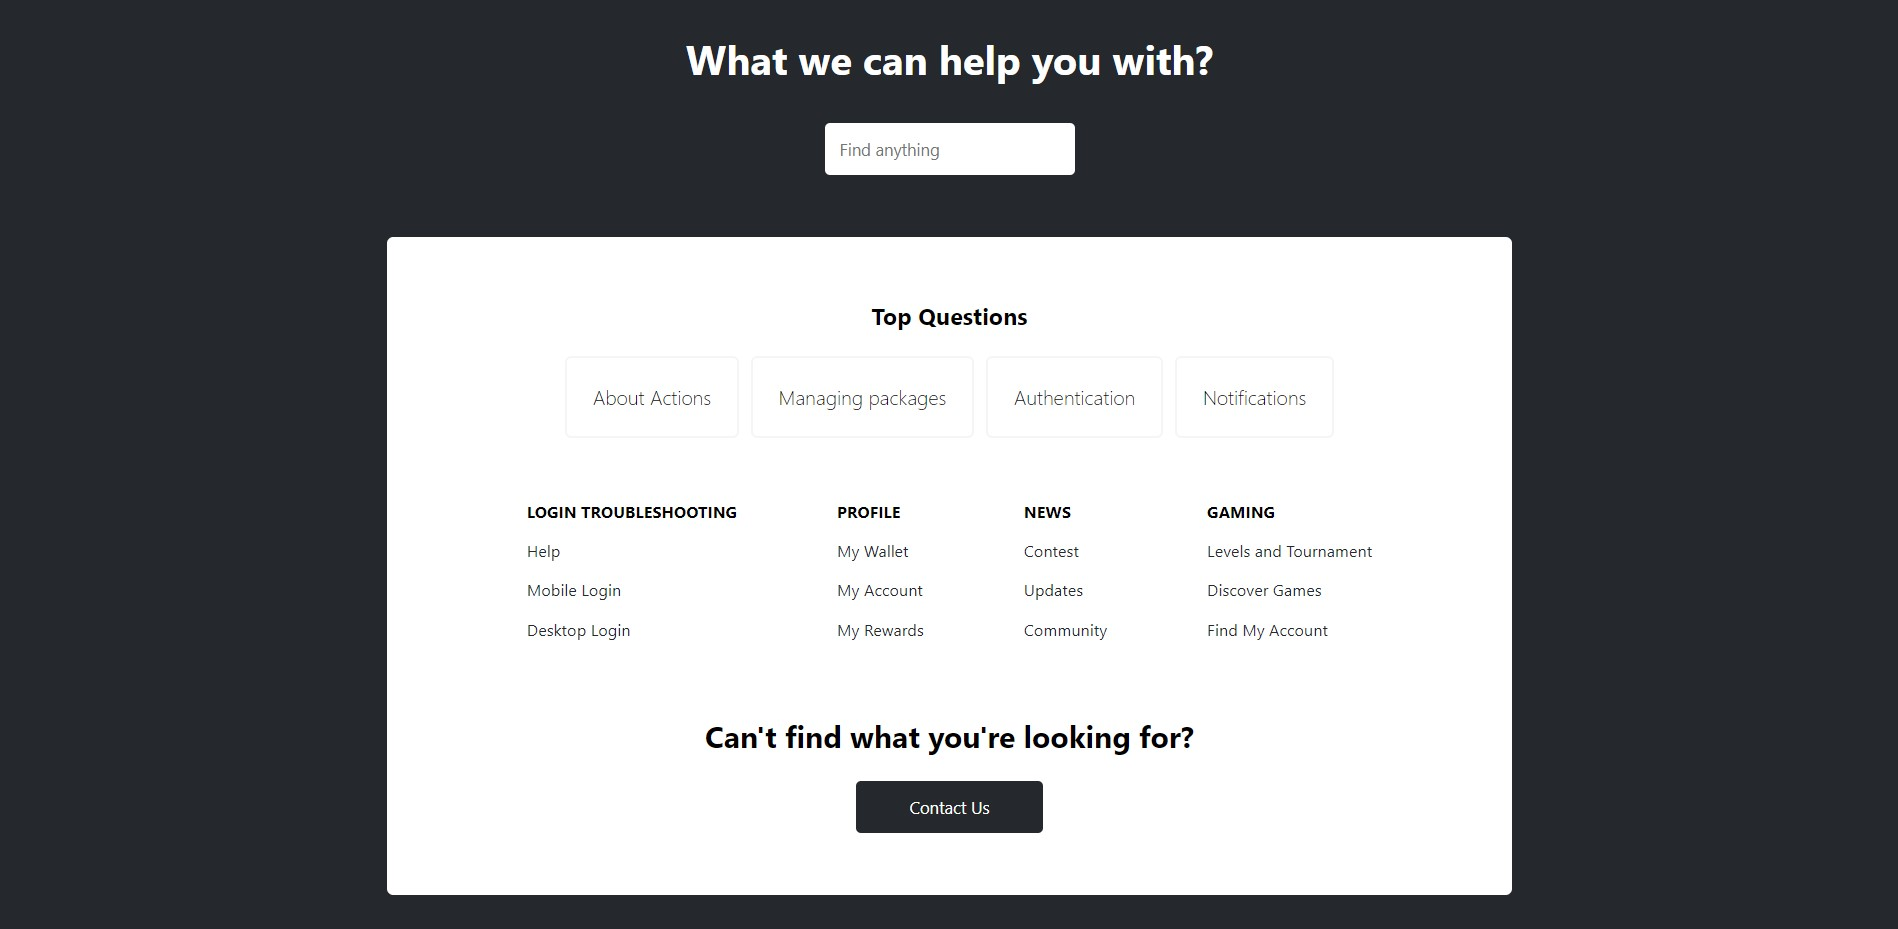 What we can help you with?
Find anything
Top Questions
About Actions
Managing packages
Authentication
Notifications
LOGIN TROUBLESHOOTING
Help
Mobile Login
Desktop Login
PROFILE
My Wallet
My Account
My Rewards
NEWS
Contest
Updates
Community
GAMING
Levels and Tournament
Discover Games
Find My Account
Can't find what you're looking for?
Contact Us